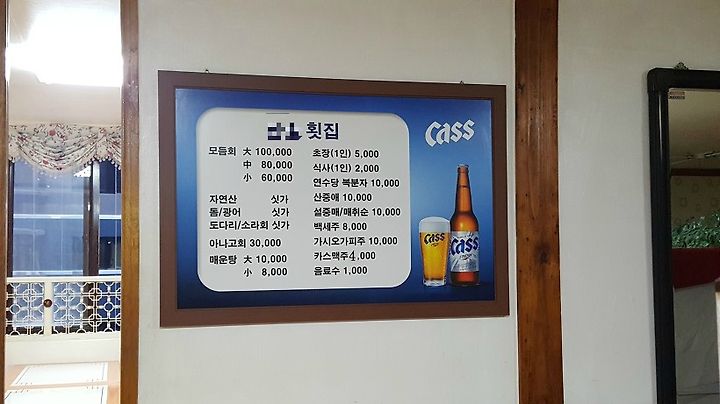 횟집
cass
모듬회 大 100,000
中 80,000
小 60,000
자연산 싯가
돔/광어 싯가
도다리/소라회 싯가
아나고회 30,000
매운탕 大 10,000
小 8,000
초장(1인) 5,000
식사(1인) 2,000
연수당 복분자 10,000
산중애 10,000
설중매/매취순 10,000
백세주 8,000
가시오가피주 10,000
카스맥주4,000
음료수 1,000
cass
cass